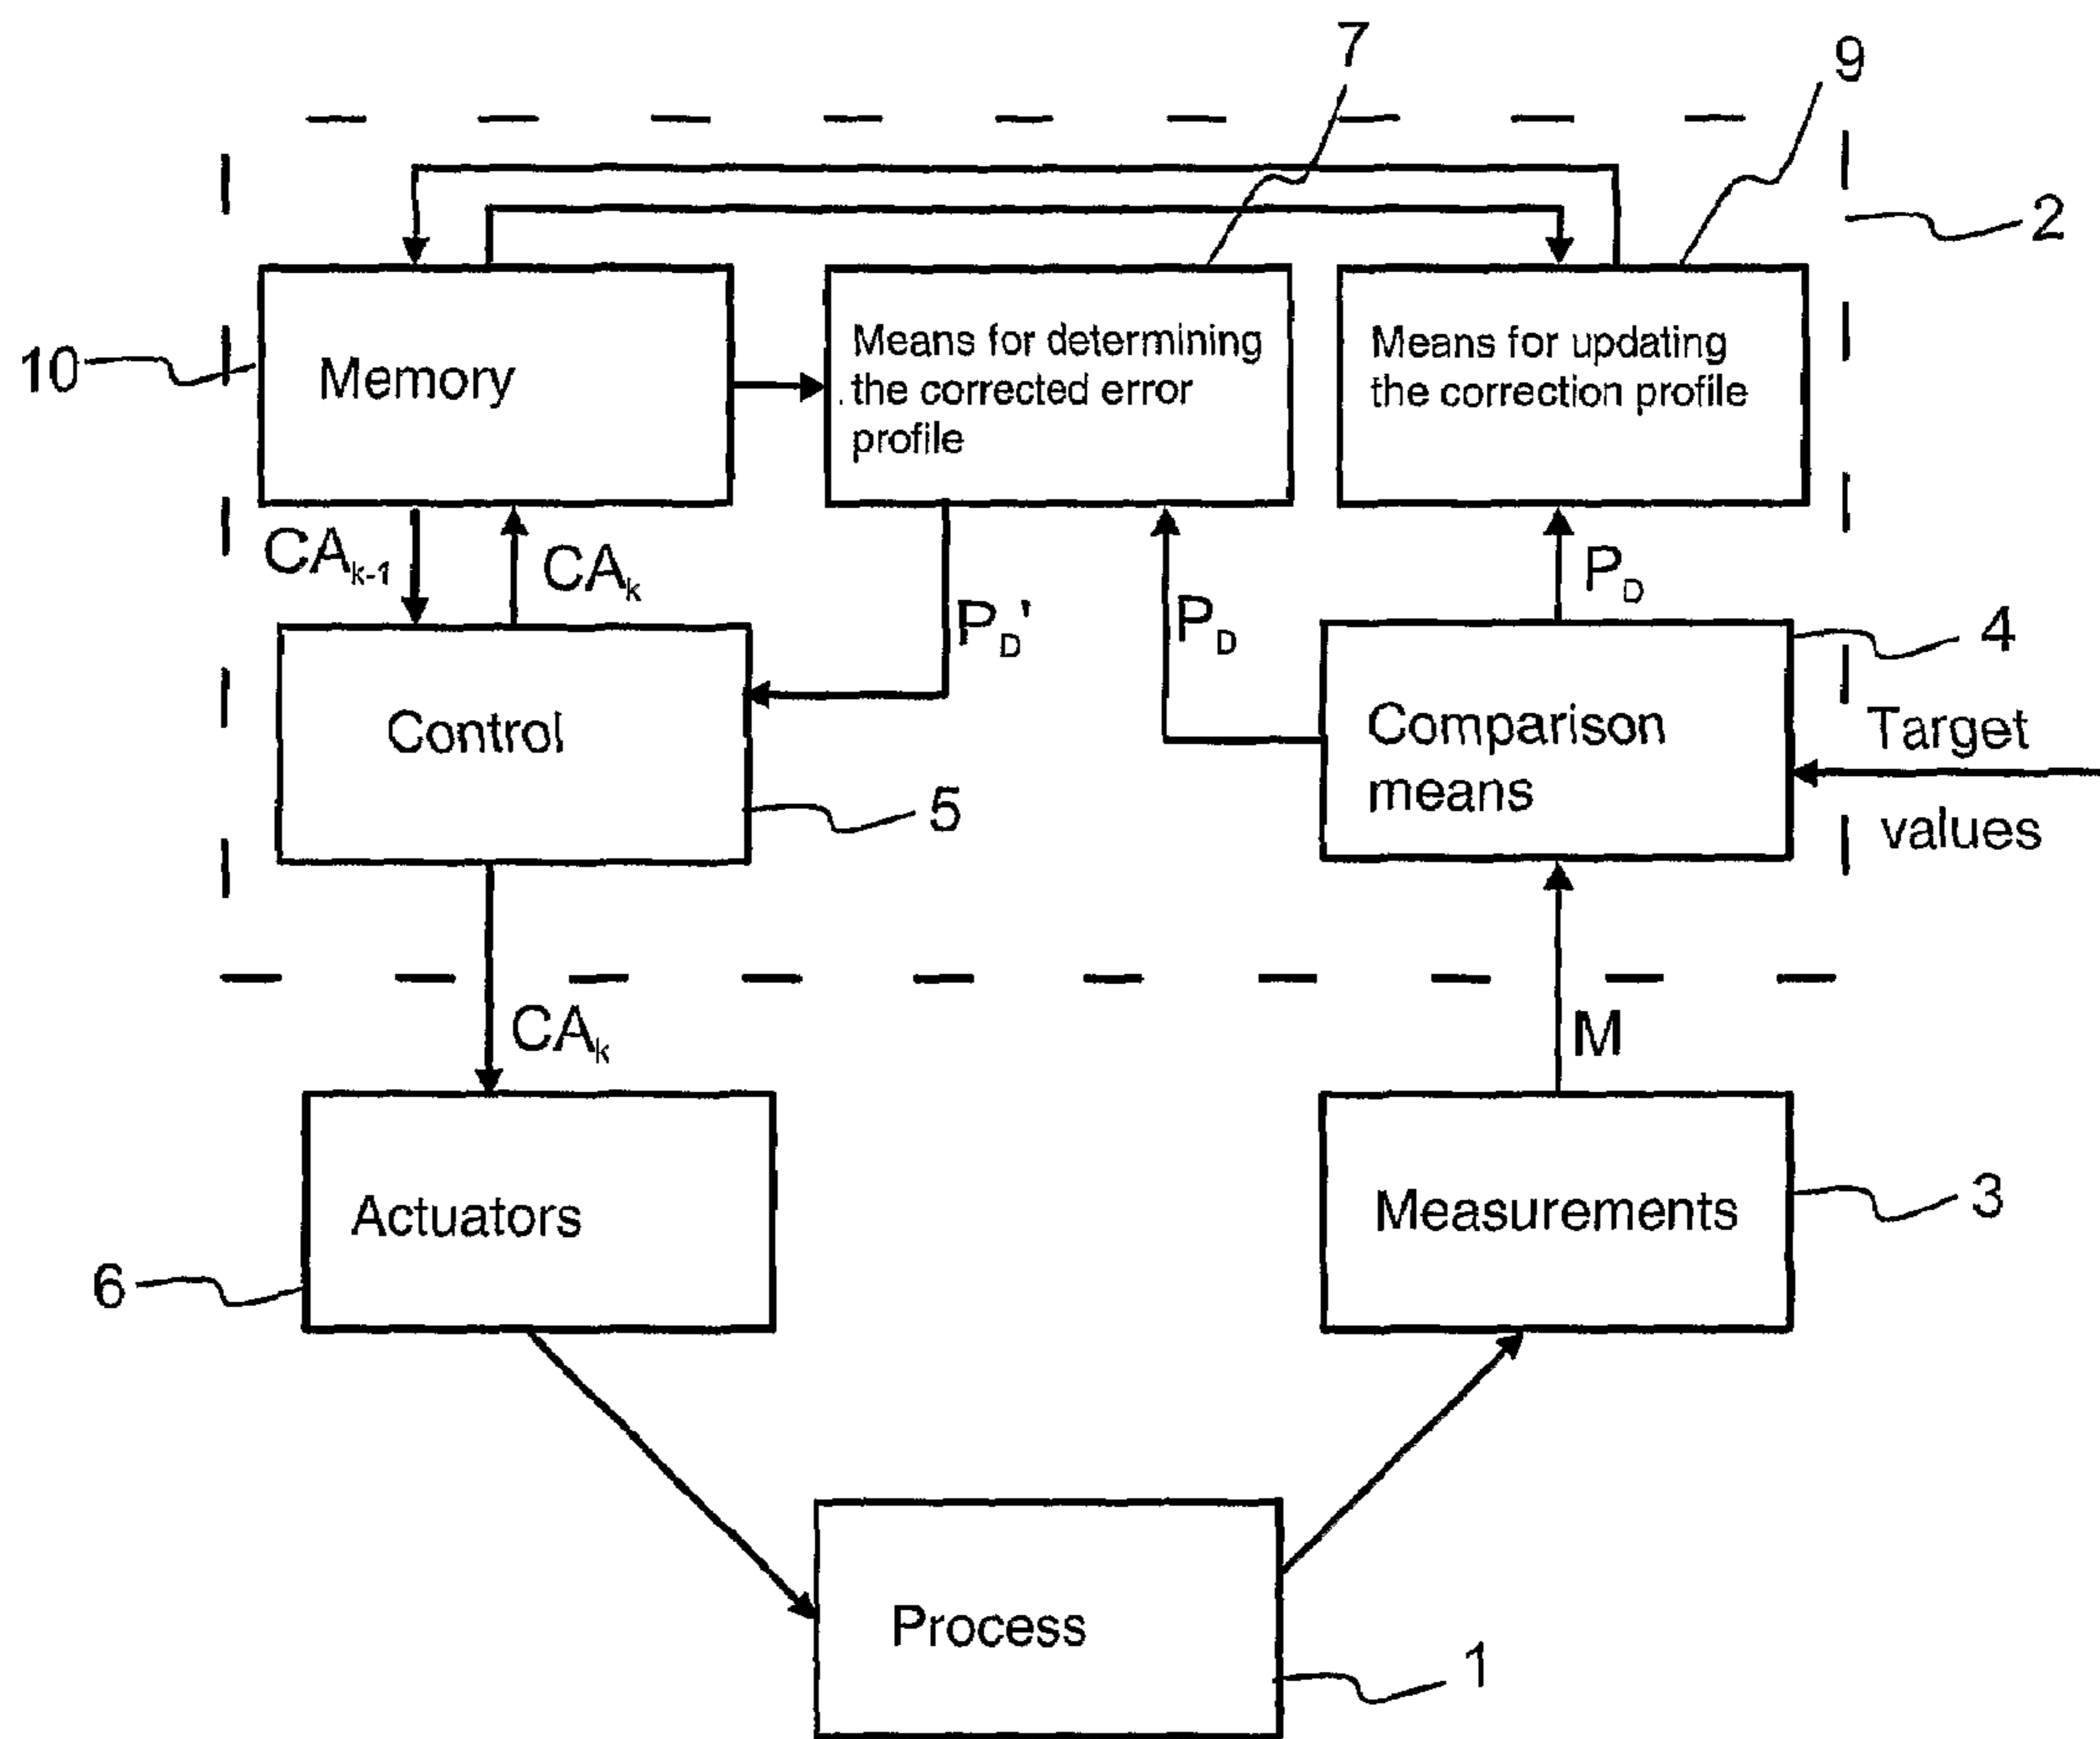 7
9
2
10
Memory
Means for determining
the corrected error
profile
Means for updating
the correction profile
CAk-1
CAk
PD'
PD
PD
4
Control
Comparison
means
Target
values
5
CAk
M
Actuators
Measurements
3
6
Process
1